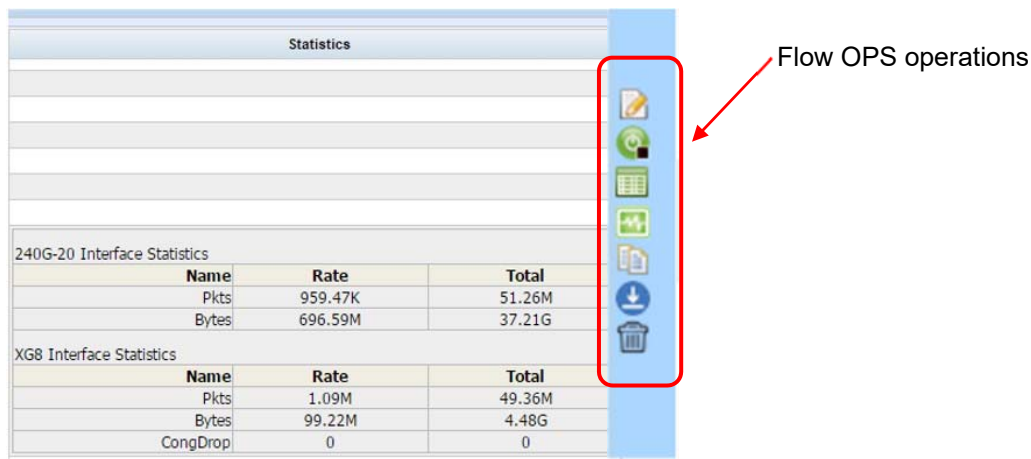 Statistics
Flow OPS operations
240G-20 Interface Statistics
Name Rate Total
Pkts 959.47K 51.26M
Bytes 696.59M 37.21G
XG8 Interface Statistics
Name Rate Total
Pkts 1.09M 49.36M
Bytes 99.22M 4.48G
CongDrop 0 0